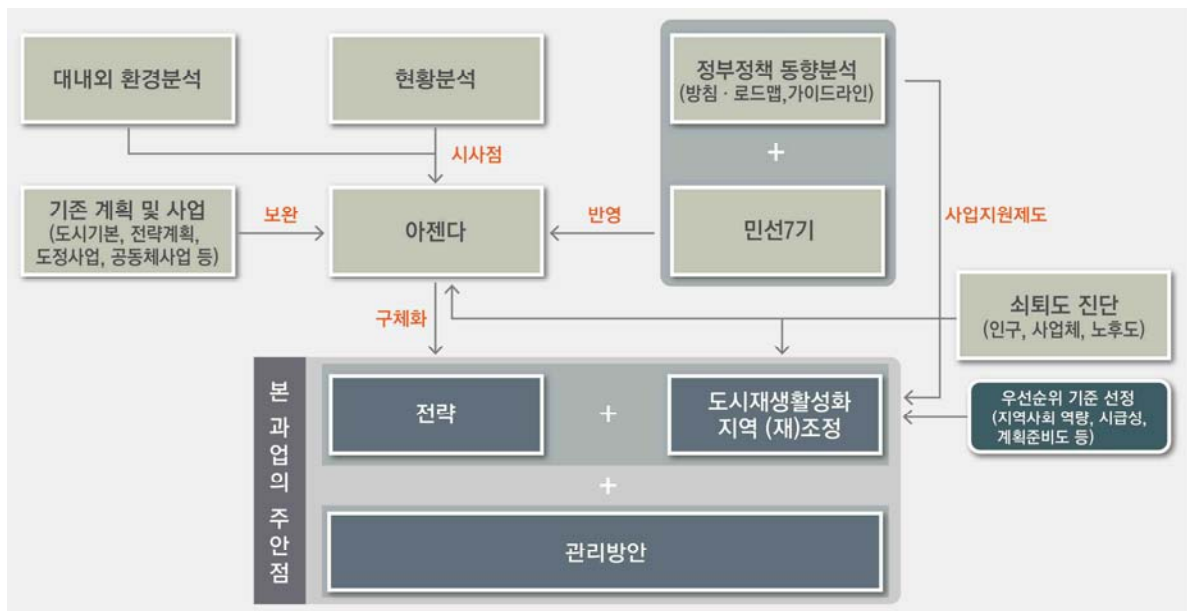 대내외 환경분석
현황분석
정부정책 동향분석
(방침 · 로드맵,가이드라인)
+
민선7기
시사점
기존 계획 및 사업
(도시기본, 전략계획,
도정사업, 공동체사업 등)
보완
아젠다
반영
사업지원제도
구체화
쇠퇴도 진단
(인구, 사업체, 노후도)
본 과업의 주안점
전략
+
도시재생활성화
지역 (재)조정
우선순위 기준 선정
(지역사회 역량, 시급성,
계획준비도 등)
+
관리방안